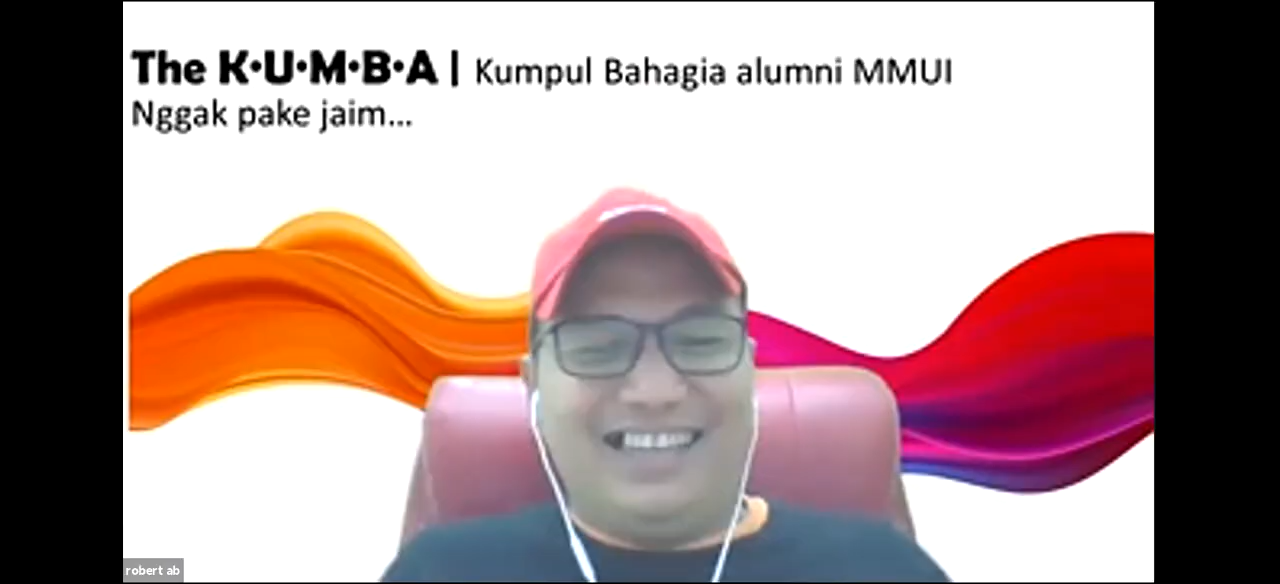 The K•U•M•B•A | Kumpul Bahagia alumni MMUI
Nggak pake jaim...
robert ab